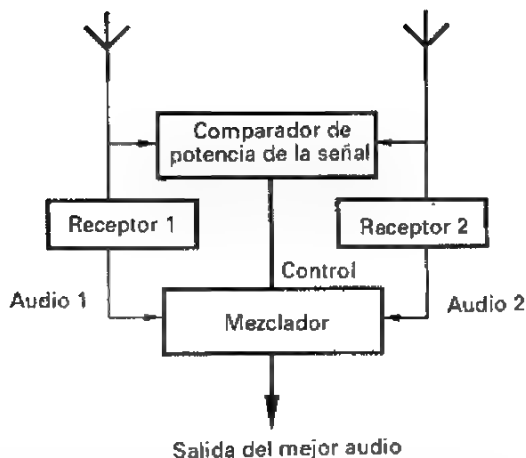 Comparador de
potencia de la señal
Receptor 1
Receptor 2
Control
Audio 1
Audio 2
Mezclador
Salida del mejor audio